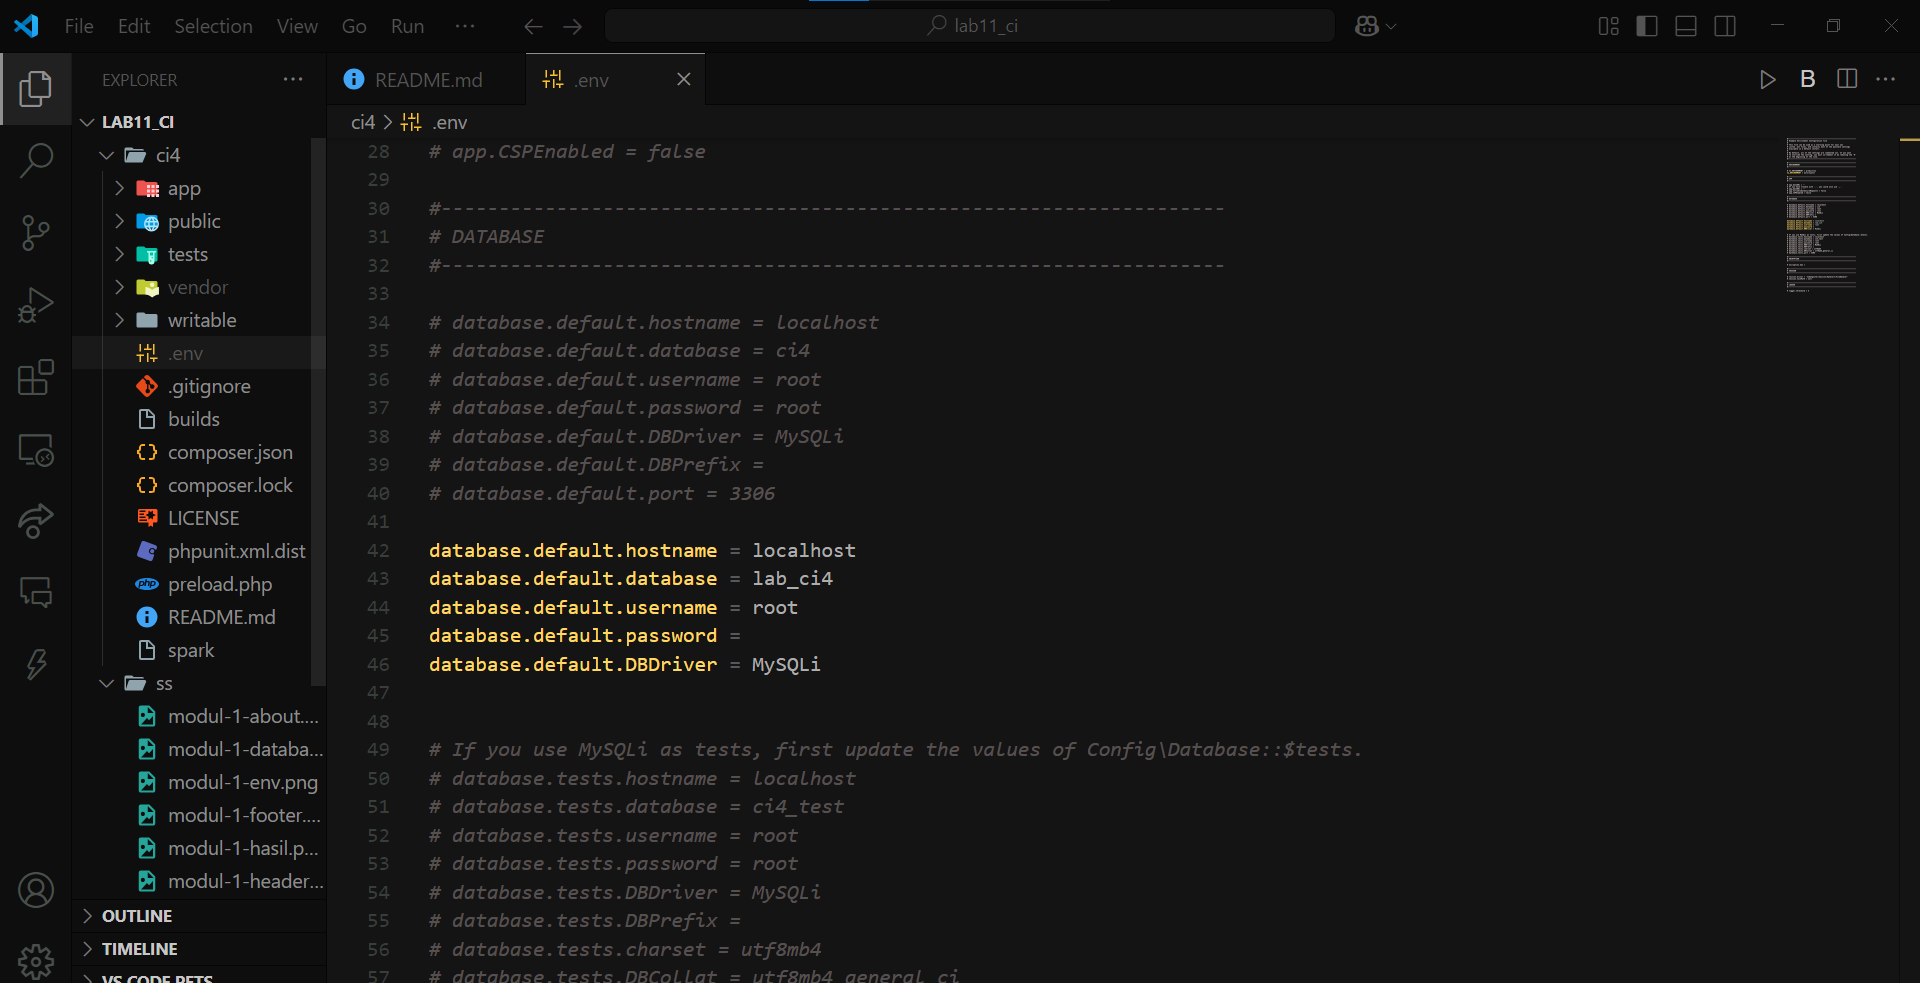 File Edit Selection View Go Run ··· lab11_ci
EXPLORER ···
README.md
.env
LAB11_CI
ci4
app
public
tests
vendor
writable
.env
.gitignore
builds
composer.json
composer.lock
LICENSE
phpunit.xml.dist
preload.php
README.md
spark
ss
modul-1-about....
modul-1-databa...
modul-1-env.png
modul-1-footer....
modul-1-hasil.p...
modul-1-header...
OUTLINE
TIMELINE
VS CODE PETS
ci4 > .env
28 # app.CSPEnabled = false
29
30 #--------------------------------------------------------------------
31 # DATABASE
32 #--------------------------------------------------------------------
33
34 # database.default.hostname = localhost
35 # database.default.database = ci4
36 # database.default.username = root
37 # database.default.password = root
38 # database.default.DBDriver = MySQLi
39 # database.default.DBPrefix =
40 # database.default.port = 3306
41
42 database.default.hostname = localhost
43 database.default.database = lab_ci4
44 database.default.username = root
45 database.default.password =
46 database.default.DBDriver = MySQLi
47
48
49 # If you use MySQLi as tests, first update the values of Config\Database::$tests.
50 # database.tests.hostname = localhost
51 # database.tests.database = ci4_test
52 # database.tests.username = root
53 # database.tests.password = root
54 # database.tests.DBDriver = MySQLi
55 # database.tests.DBPrefix =
56 # database.tests.charset = utf8mb4
57 # database.tests.DBCollat = utf8mb4_general_ci